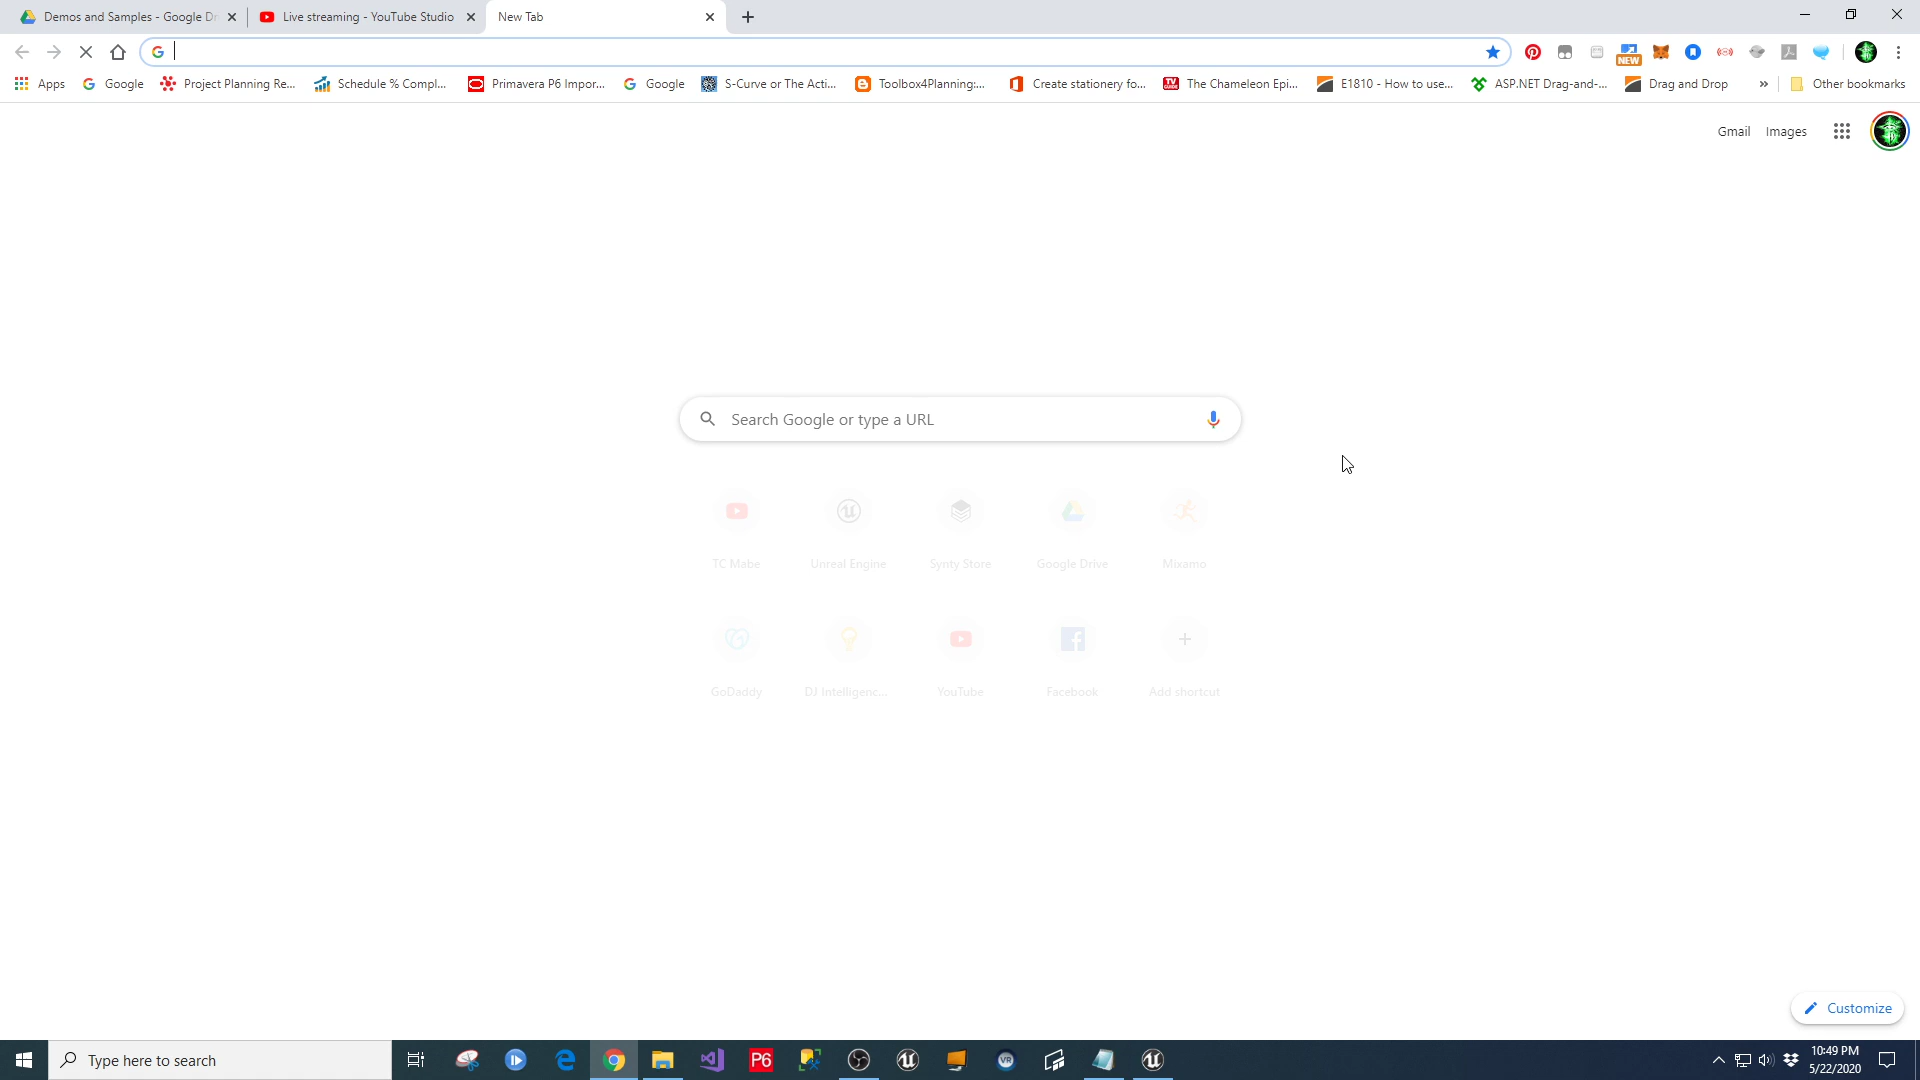 Demos and Samples - Google Dr
Live streaming - YouTube Studio
New Tab
NEW
Apps
Google
Project Planning Re...
Schedule % Compl...
Primavera P6 Impor...
Google
S-Curve or The Acti...
Toolbox4Planning:...
Create stationery fo...
TV GUIDE
The Chameleon Epi...
E1810 - How to use...
ASP.NET Drag-and-...
Drag and Drop
»
Other bookmarks
Gmail
Images
Search Google or type a URL
TC Mabe
Unreal Engine
Synty Store
Google Drive
Mixamo
GoDaddy
DJ Intelligenc...
YouTube
Facebook
Add shortcut
Customize
Type here to search
P6
VR
10:49 PM
5/22/2020